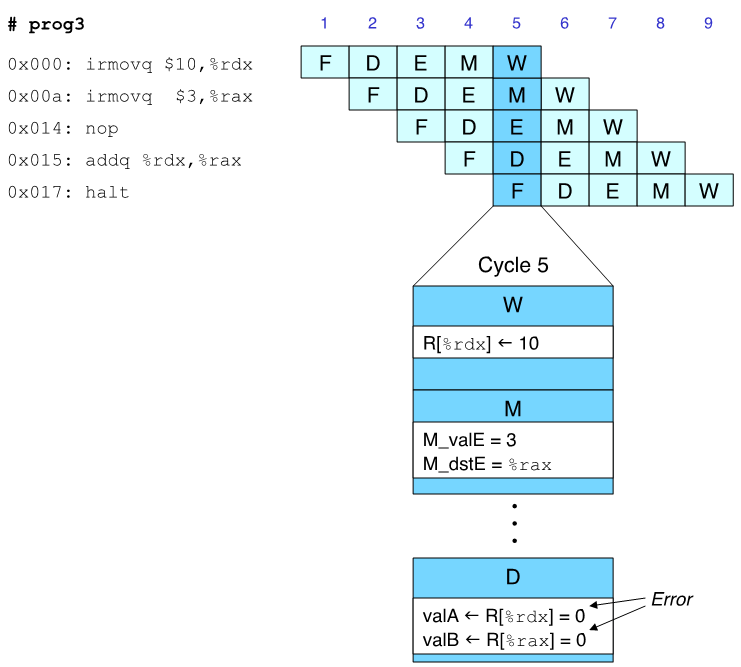 # prog3 1 2 3 4 5 6 7 8 9
0x000: irmovq $10,%rdx F D E M W
0x00a: irmovq  $3,%rax F D E M W
0x014: nop F D E M W
0x015: addq %rdx,%rax F D E M W
0x017: halt F D E M W
Cycle 5
W
R[%rdx] ← 10
M
M_valE = 3
M_dstE = %rax
D
Error
valA ← R[%rdx] = 0
valB ← R[%rax] = 0